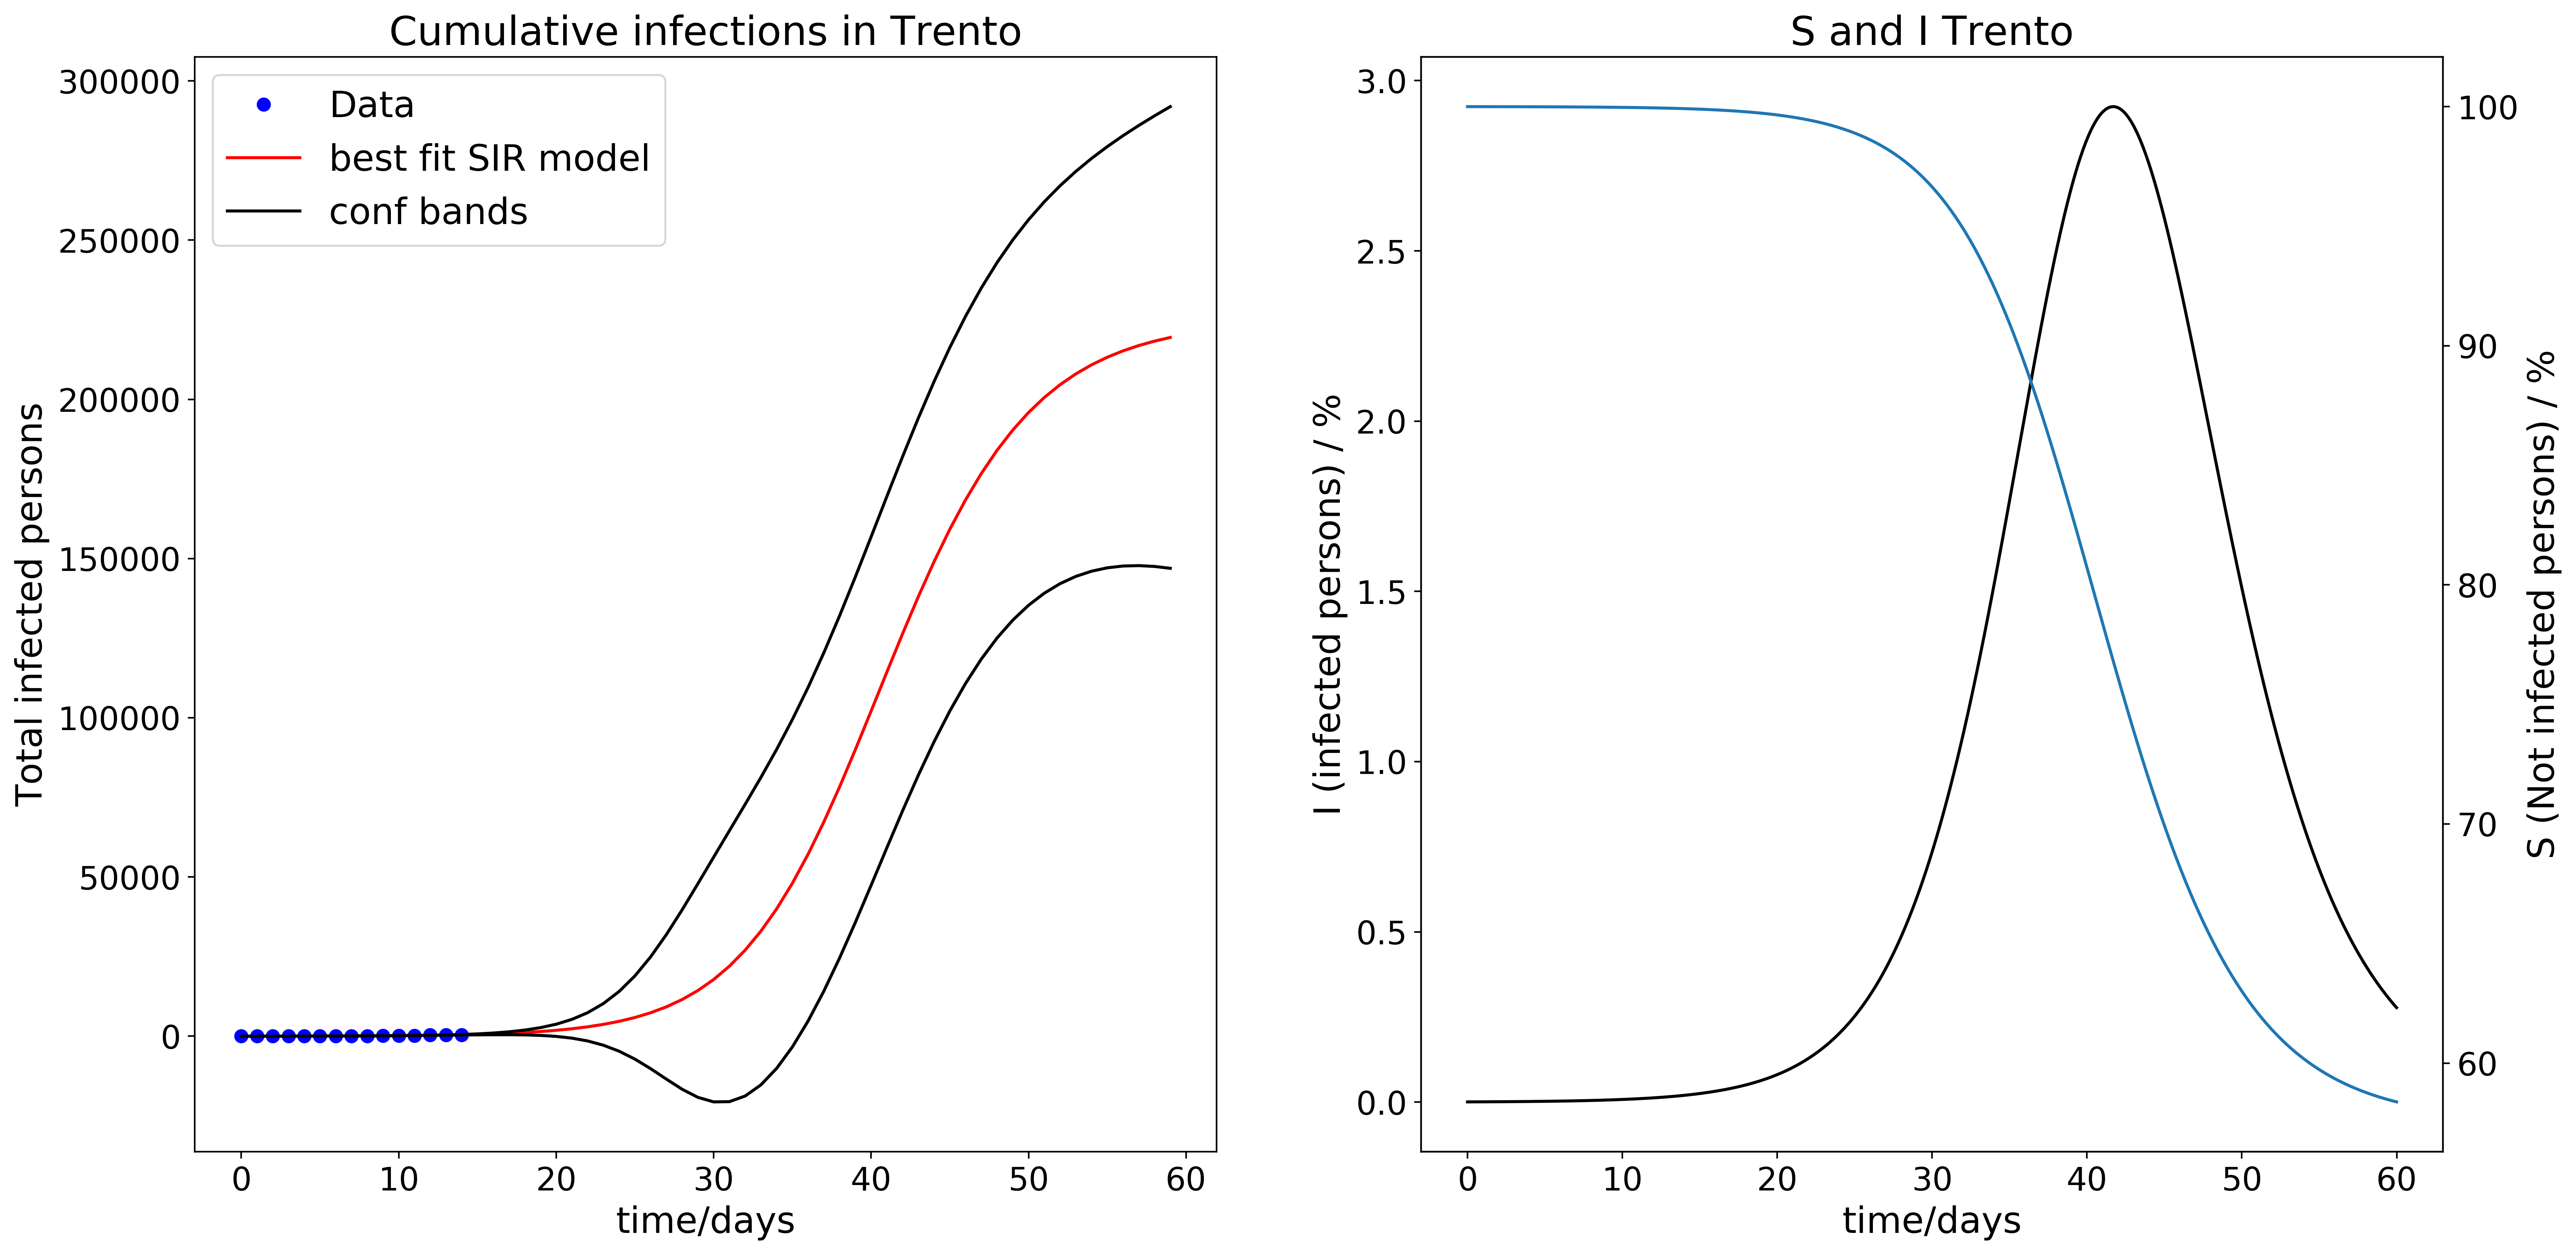 Cumulative infections in Trento
300000
250000
200000
150000
100000
50000
0
Total infected persons
Data
best fit SIR model
conf bands
0 10 20 30 40 50 60
time/days
S and I Trento
3.0
2.5
2.0
1.5
1.0
0.5
0.0
I (infected persons) / %
100
90
80
70
60
S (Not infected persons) / %
0 10 20 30 40 50 60
time/days